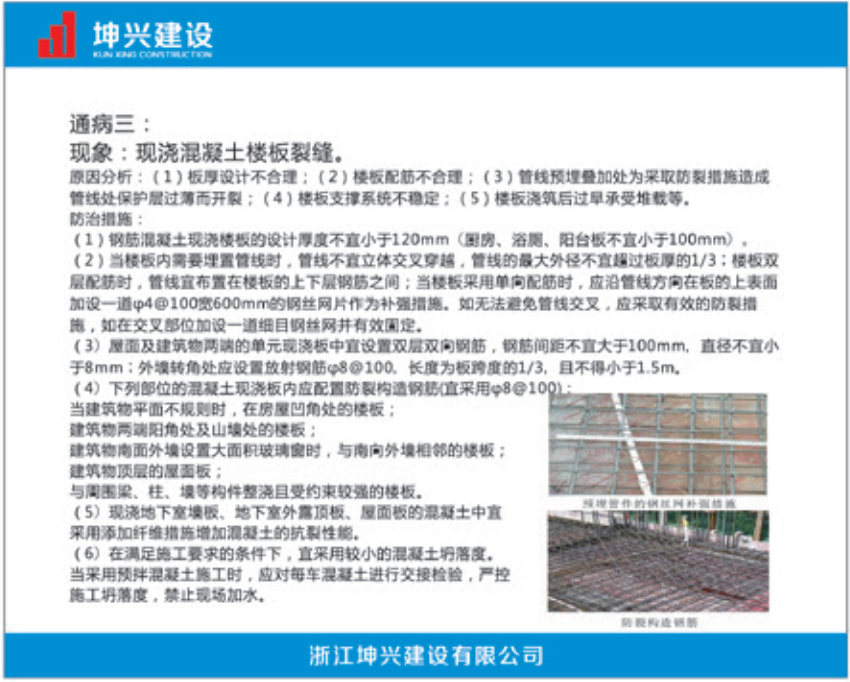 坤兴建设
KUN XING CONSTRUCTION
通病三：
现象：现浇混凝土楼板裂缝。
原因分析：（1）板厚设计不合理；（2）楼板配筋不合理；（3）管线预埋叠加处为采取防裂措施造成
管线处保护层过薄而开裂；（4）楼板支撑系统不稳定；（5）楼板浇筑后过早承受堆载等。
防治措施：
（1）钢筋混凝土现浇楼板的设计厚度不宜小于120mm（厨房、浴厕、阳台板不宜小于100mm）。
（2）当楼板内需要埋置管线时，管线不宜立体交叉穿越，管线的最大外径不宜超过板厚的1/3；楼板双
层配筋时，管线宜布置在楼板的上下层钢筋之间；当楼板采用单向配筋时，应沿管线方向在板的上表面
加设一道φ4@100宽600mm的钢丝网片作为补强措施。如无法避免管线交叉，应采取有效的防裂措
施，如在交叉部位加设一道细目钢丝网并有效固定。
（3）屋面及建筑物两端的单元现浇板中宜设置双层双向钢筋，钢筋间距不宜大于100mm，直径不宜小
于8mm；外墙转角处应设置放射钢筋φ8@100，长度为板跨度的1/3，且不得小于1.5m。
（4）下列部位的混凝土现浇板内应配置防裂构造钢筋(宜采用φ8@100)：
当建筑物平面不规则时，在房屋凹角处的楼板；
建筑物两端阳角处及山墙处的楼板；
建筑物南面外墙设置大面积玻璃窗时，与南向外墙相邻的楼板；
建筑物顶层的屋面板；
与周围梁、柱、墙等构件整浇且受约束较强的楼板。
（5）现浇地下室墙板、地下室外露顶板、屋面板的混凝土中宜
采用添加纤维措施增加混凝土的抗裂性能。
（6）在满足施工要求的条件下，宜采用较小的混凝土坍落度。
当采用预拌混凝土施工时，应对每车混凝土进行交接检验，严控
施工坍落度，禁止现场加水。
预埋管件的钢丝网补强措施
防裂构造钢筋
浙江坤兴建设有限公司